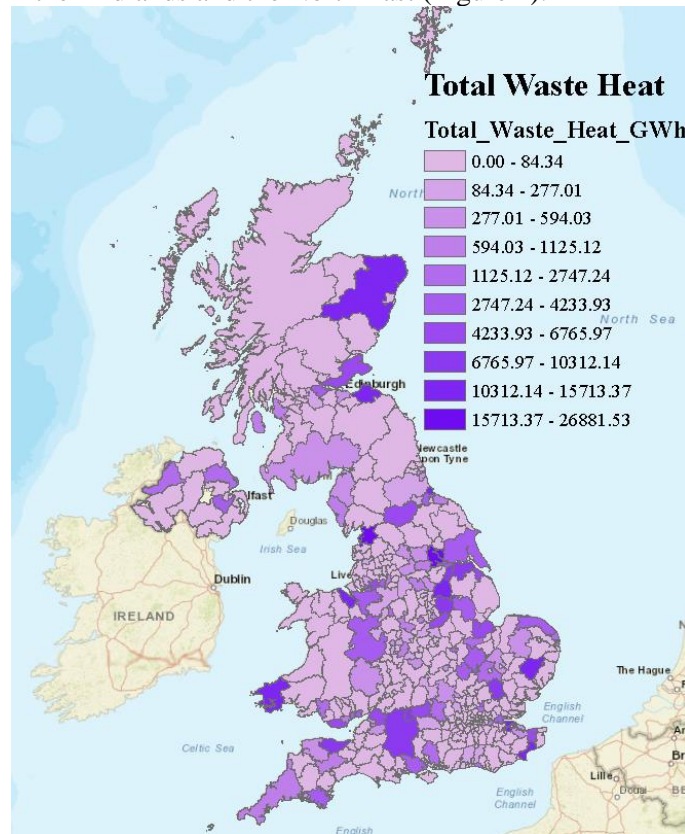 Total Waste Heat
Total_Waste_Heat_GWh
0.00 - 84.34
84.34 - 277.01
277.01 - 594.03
594.03 - 1125.12
1125.12 - 2747.24
2747.24 - 4233.93
4233.93 - 6765.97
6765.97 - 10312.14
10312.14 - 15713.37
15713.37 - 26881.53
North
North Sea
Edinburgh
Newcastle
upon Tyne
lfast
Douglas
Irish Sea
Live
Dublin
IRELAND
The Hague
English
Channel
Celtic Sea
Lille
Douai
English
Channel
English